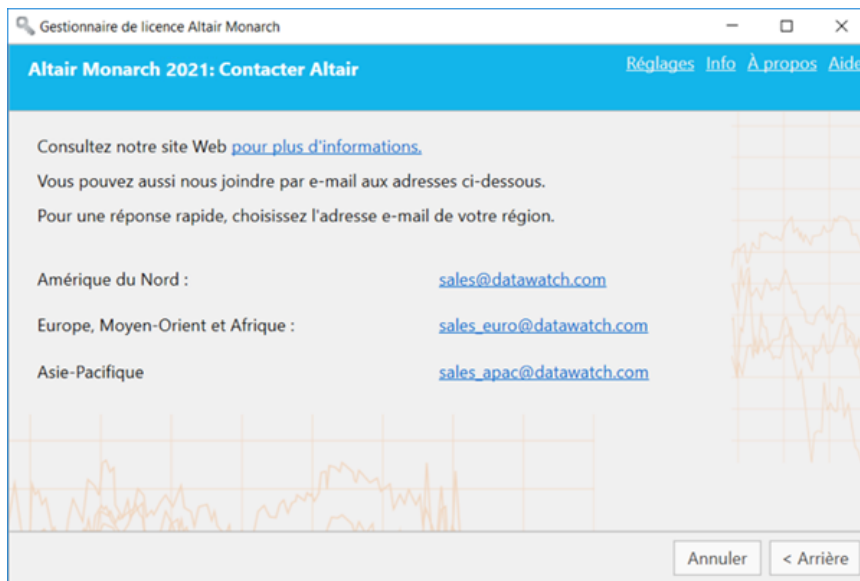 Gestionnaire de licence Altair Monarch
Altair Monarch 2021: Contacter Altair
Réglages Info À propos Aide
Consultez notre site Web pour plus d'informations.
Vous pouvez aussi nous joindre par e-mail aux adresses ci-dessous.
Pour une réponse rapide, choisissez l'adresse e-mail de votre région.
Amérique du Nord : sales@datawatch.com
Europe, Moyen-Orient et Afrique : sales_euro@datawatch.com
Asie-Pacifique sales_apac@datawatch.com
Annuler < Arrière